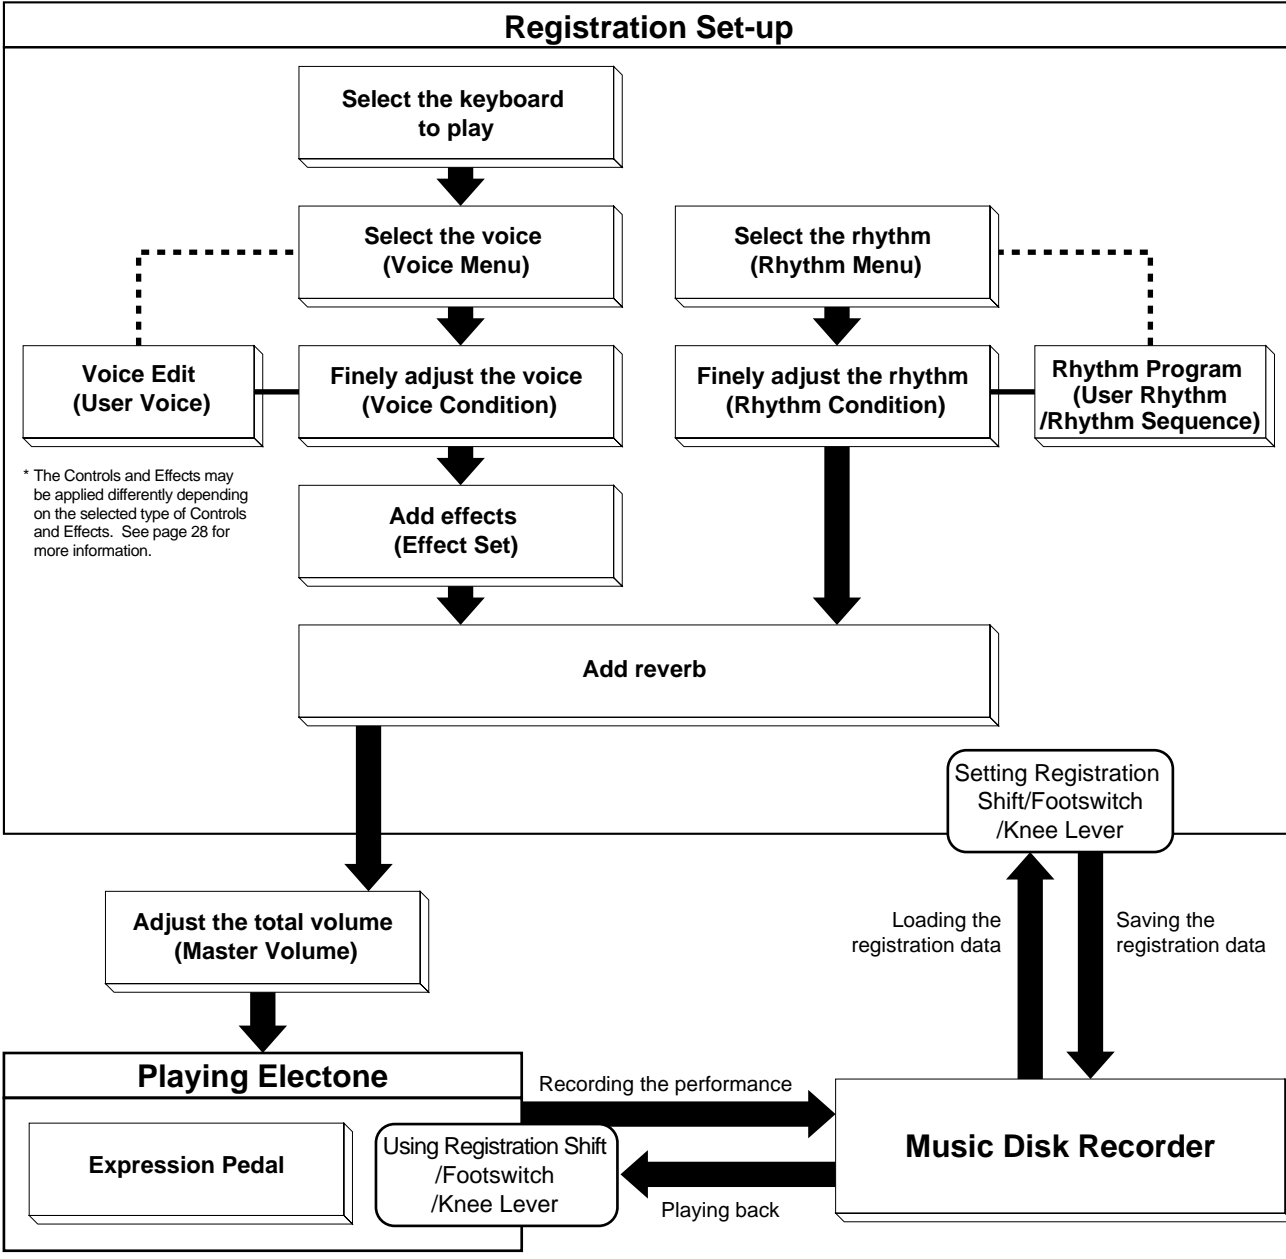 Registration Set-up
Select the keyboard
to play
Select the voice
(Voice Menu)
Select the rhythm
(Rhythm Menu)
Voice Edit
(User Voice)
Finely adjust the voice
(Voice Condition)
Finely adjust the rhythm
(Rhythm Condition)
Rhythm Program
(User Rhythm
/Rhythm Sequence)
* The Controls and Effects may
be applied differently depending
on the selected type of Controls
and Effects. See page 28 for
more information.
Add effects
(Effect Set)
Add reverb
Setting Registration
Shift/Footswitch
/Knee Lever
Adjust the total volume
(Master Volume)
Loading the
registration data
Saving the
registration data
Playing Electone
Expression Pedal
Using Registration Shift
/Footswitch
/Knee Lever
Recording the performance
Playing back
Music Disk Recorder